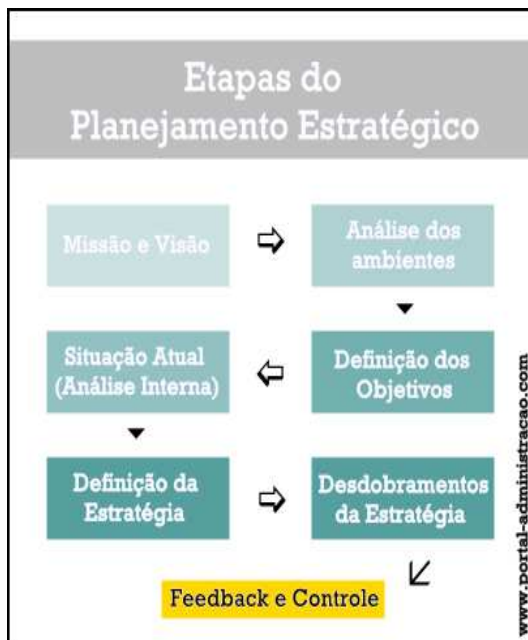 Etapas do
Planejamento Estratégico
Missão e Visão
Análise dos
ambientes
Definição dos
Objetivos
Situação Atual
(Análise Interna)
Definição da
Estratégia
Desdobramentos
da Estratégia
Feedback e Controle
www.portal-administracao.com